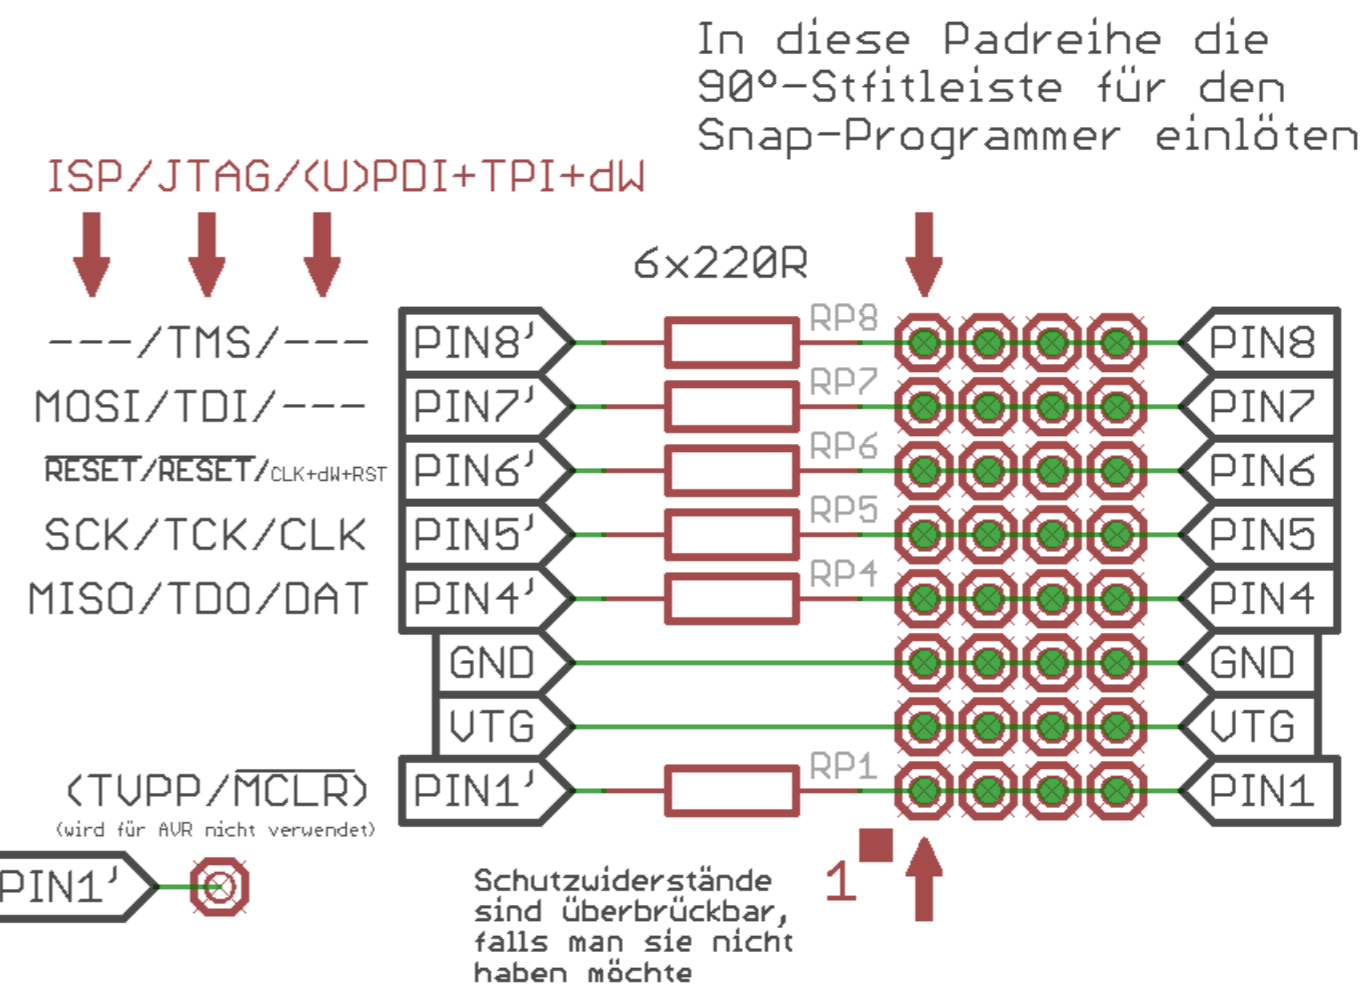 In diese Padreihe die
90°-Stfitleiste für den
Snap-Programmer einlöten
ISP/JTAG/(U)PDI+TPI+dW
6x220R
---/TMS/--- PIN8' RP8 PIN8
MOSI/TDI/--- PIN7' RP7 PIN7
RESET/RESET/CLK+dW+RST PIN6' RP6 PIN6
SCK/TCK/CLK PIN5' RP5 PIN5
MISO/TDO/DAT PIN4' RP4 PIN4
GND GND
VTG VTG
(TVPP/MCLR) PIN1' RP1 PIN1
(wird für AVR nicht verwendet)
PIN1'
1
Schutzwiderstände
sind überbrückbar,
falls man sie nicht
haben möchte